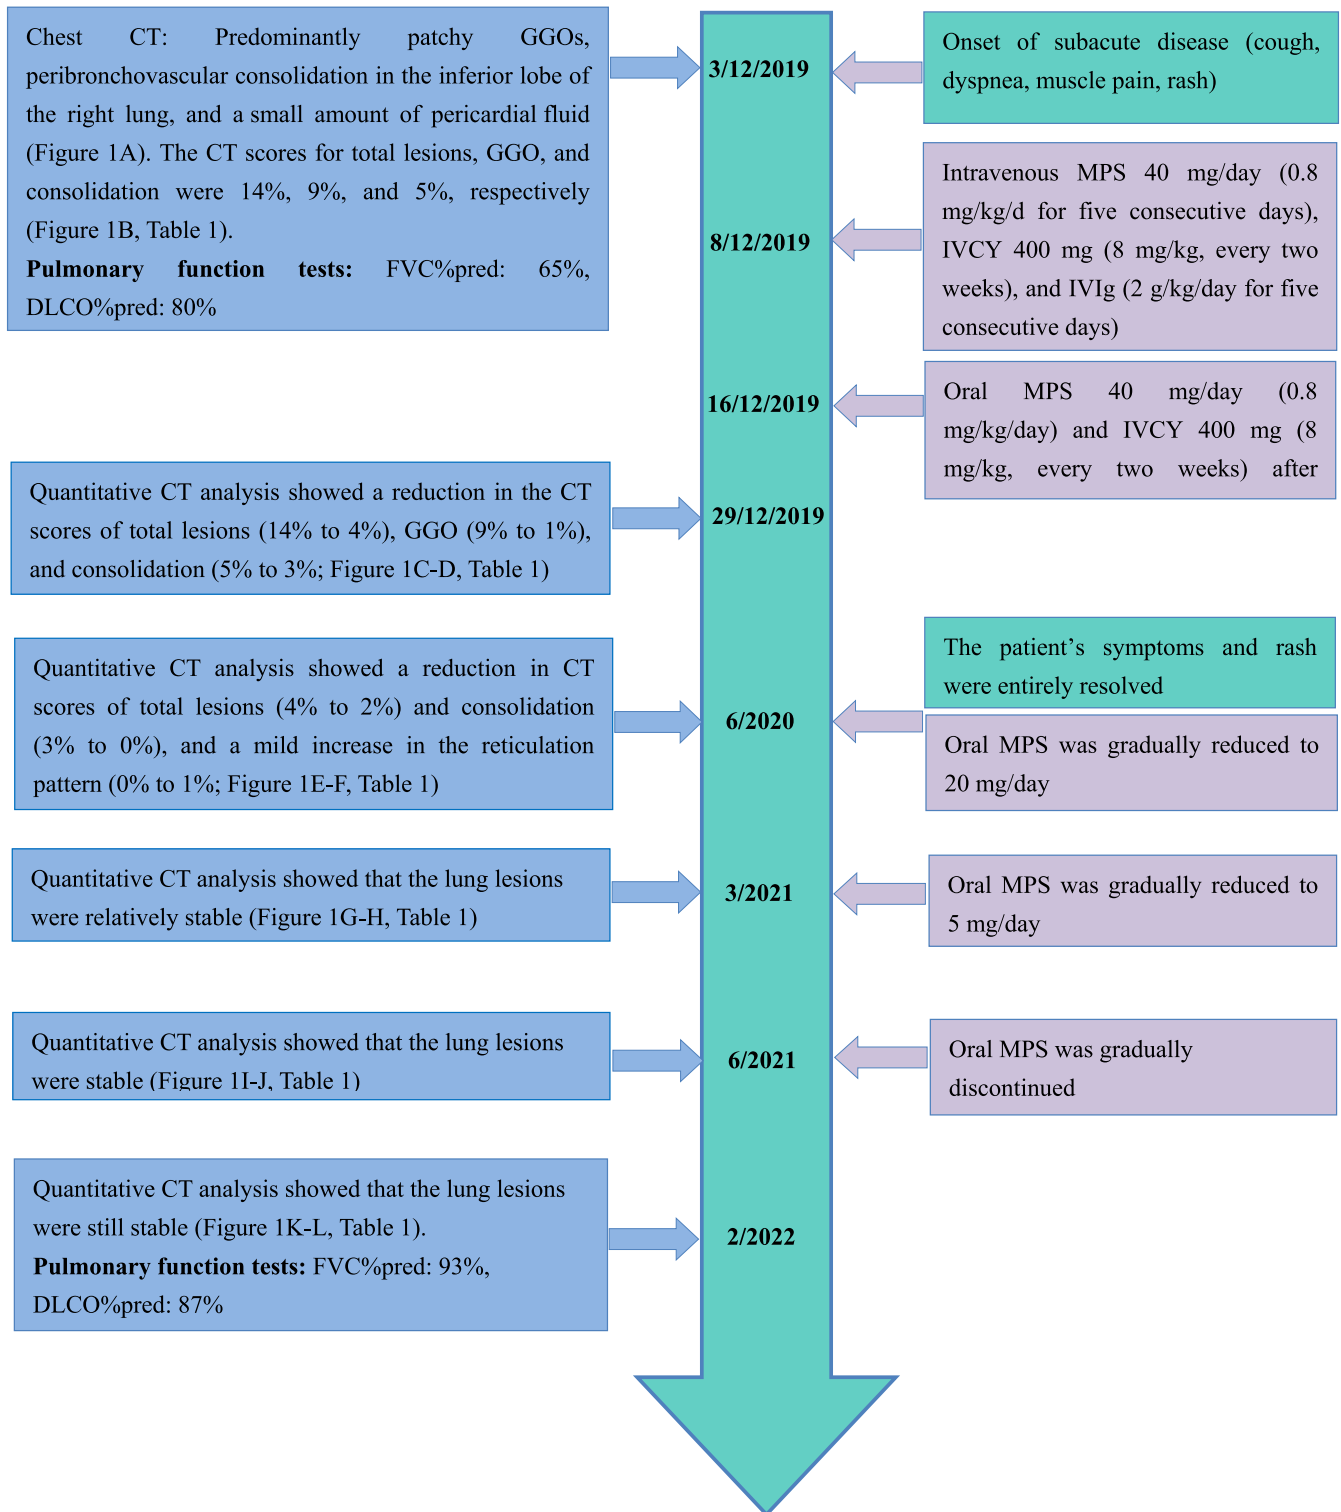 Chest CT: Predominantly patchy GGOs,
peribronchovascular consolidation in the inferior lobe of
the right lung, and a small amount of pericardial fluid
(Figure 1A). The CT scores for total lesions, GGO, and
consolidation were 14%, 9%, and 5%, respectively
(Figure 1B, Table 1).
Pulmonary function tests: FVC%pred: 65%,
DLCO%pred: 80%
3/12/2019
Onset of subacute disease (cough,
dyspnea, muscle pain, rash)
8/12/2019
Intravenous MPS 40 mg/day (0.8
mg/kg/d for five consecutive days),
IVCY 400 mg (8 mg/kg, every two
weeks), and IVIg (2 g/kg/day for five
consecutive days)
16/12/2019
Oral MPS 40 mg/day (0.8
mg/kg/day) and IVCY 400 mg (8
mg/kg, every two weeks) after
Quantitative CT analysis showed a reduction in the CT
scores of total lesions (14% to 4%), GGO (9% to 1%),
and consolidation (5% to 3%; Figure 1C-D, Table 1)
29/12/2019
Quantitative CT analysis showed a reduction in CT
scores of total lesions (4% to 2%) and consolidation
(3% to 0%), and a mild increase in the reticulation
pattern (0% to 1%; Figure 1E-F, Table 1)
6/2020
The patient's symptoms and rash
were entirely resolved
Oral MPS was gradually reduced to
20 mg/day
Quantitative CT analysis showed that the lung lesions
were relatively stable (Figure 1G-H, Table 1)
3/2021
Oral MPS was gradually reduced to
5 mg/day
Quantitative CT analysis showed that the lung lesions
were stable (Figure 1I-J, Table 1)
6/2021
Oral MPS was gradually
discontinued
Quantitative CT analysis showed that the lung lesions
were still stable (Figure 1K-L, Table 1).
Pulmonary function tests: FVC%pred: 93%,
DLCO%pred: 87%
2/2022